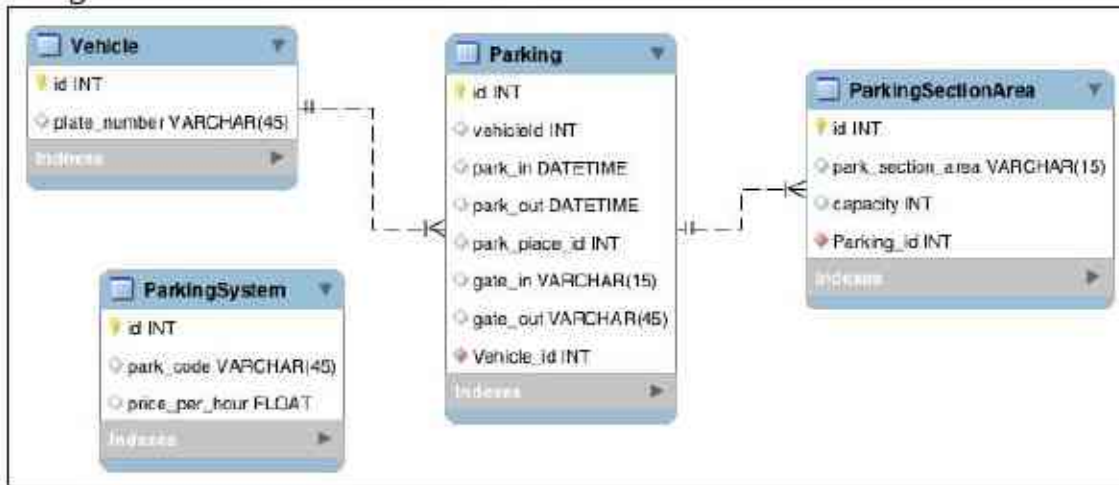 Vehicle
id INT
plate_number VARCHAR(45)
Indexes
Parking
id INT
vehicleId INT
park_in DATETIME
park_out DATETIME
park_place_id INT
gate_in VARCHAR(15)
gate_out VARCHAR(45)
Vehicle_id INT
Indexes
ParkingSectionArea
id INT
park_section_area VARCHAR(15)
capacity INT
Parking_id INT
Indexes
ParkingSystem
id INT
park_code VARCHAR(45)
price_per_hour FLOAT
Indexes